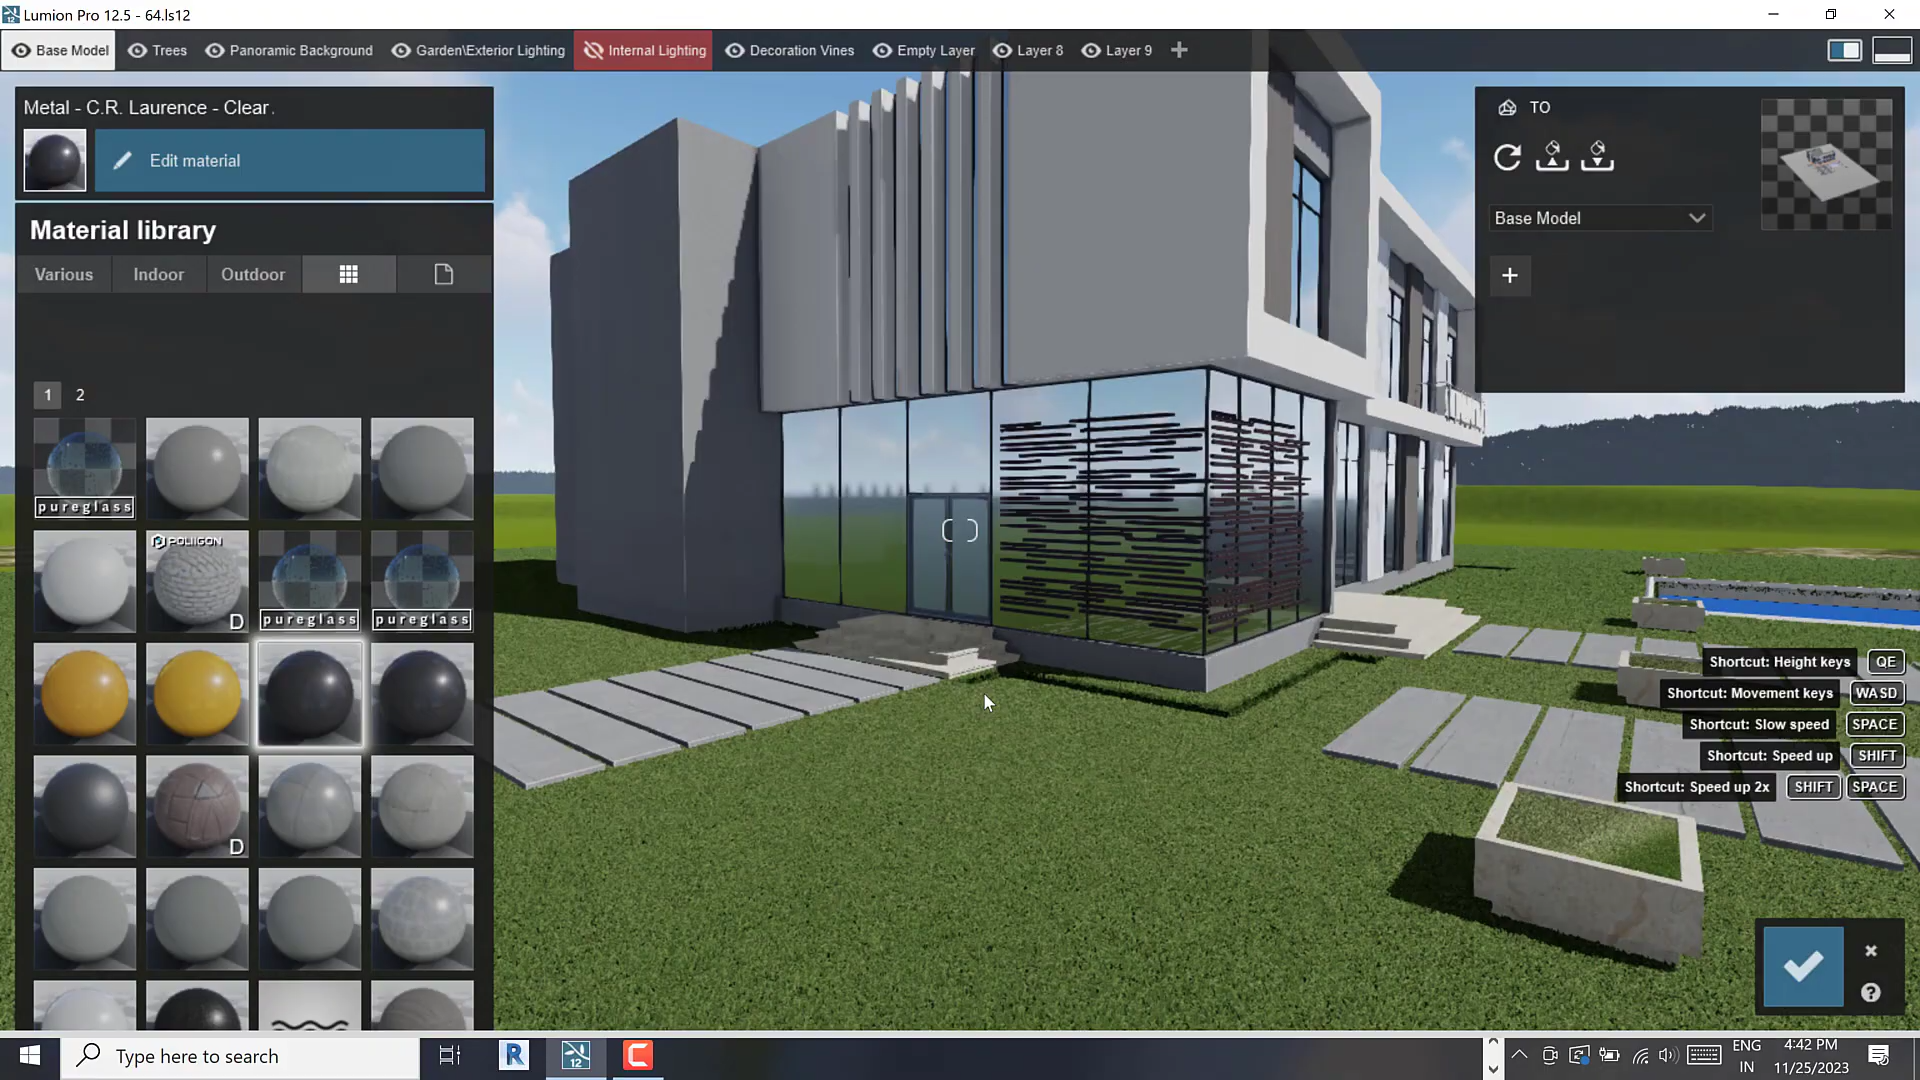 Lumion Pro 12.5 - 64.ls12
Base Model
Trees
Panoramic Background
Garden\Exterior Lighting
Internal Lighting
Decoration Vines
Empty Layer
Layer 8
Layer 9
Metal - C.R. Laurence - Clear .
Edit material
Material library
Various
Indoor
Outdoor
1
2
pureglass
POLIIGON
D
pureglass
pureglass
D
TO
Base Model
Shortcut: Height keys QE
Shortcut: Movement keys WASD
Shortcut: Slow speed SPACE
Shortcut: Speed up SHIFT
Shortcut: Speed up 2x SHIFT SPACE
Type here to search
R
12
C
ENG
IN
4:42 PM
11/25/2023